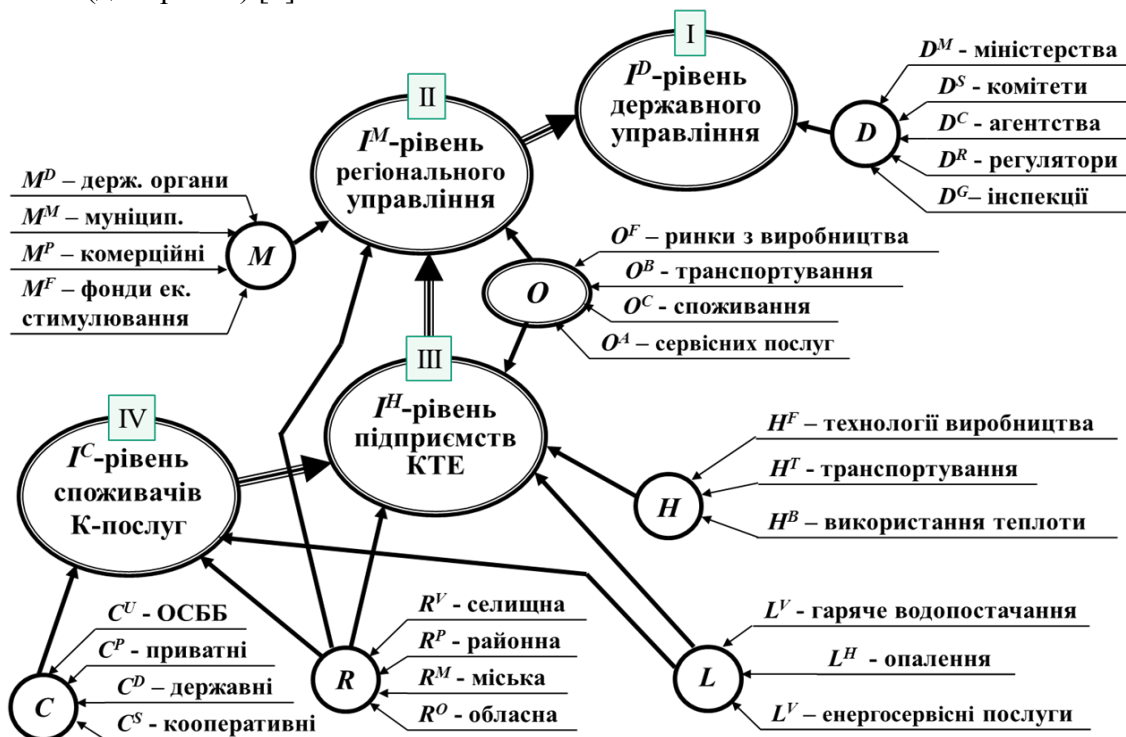 I
I^D-рівень
державного
управління
D
D^M - міністерства
D^S - комітети
D^C - агентства
D^R - регулятори
D^G– інспекції
II
I^M-рівень
регіонального
управління
M^D – держ. органи
M^M – муніцип.
M^P – комерційні
M^F – фонди ек.
стимулювання
M
O
O^F – ринки з виробництва
O^B - транспортування
O^C - споживання
O^A – сервісних послуг
III
I^H-рівень
підприємств
КТЕ
IV
I^C-рівень
споживачів
К-послуг
H
H^F – технології виробництва
H^T - транспортування
H^B – використання теплоти
C
C^U - ОСББ
C^P - приватні
C^D – державні
C^S - кооперативні
R
R^V - селищна
R^P - районна
R^M - міська
R^O - обласна
L
L^V - гаряче водопостачання
L^H - опалення
L^V – енергосервісні послуги